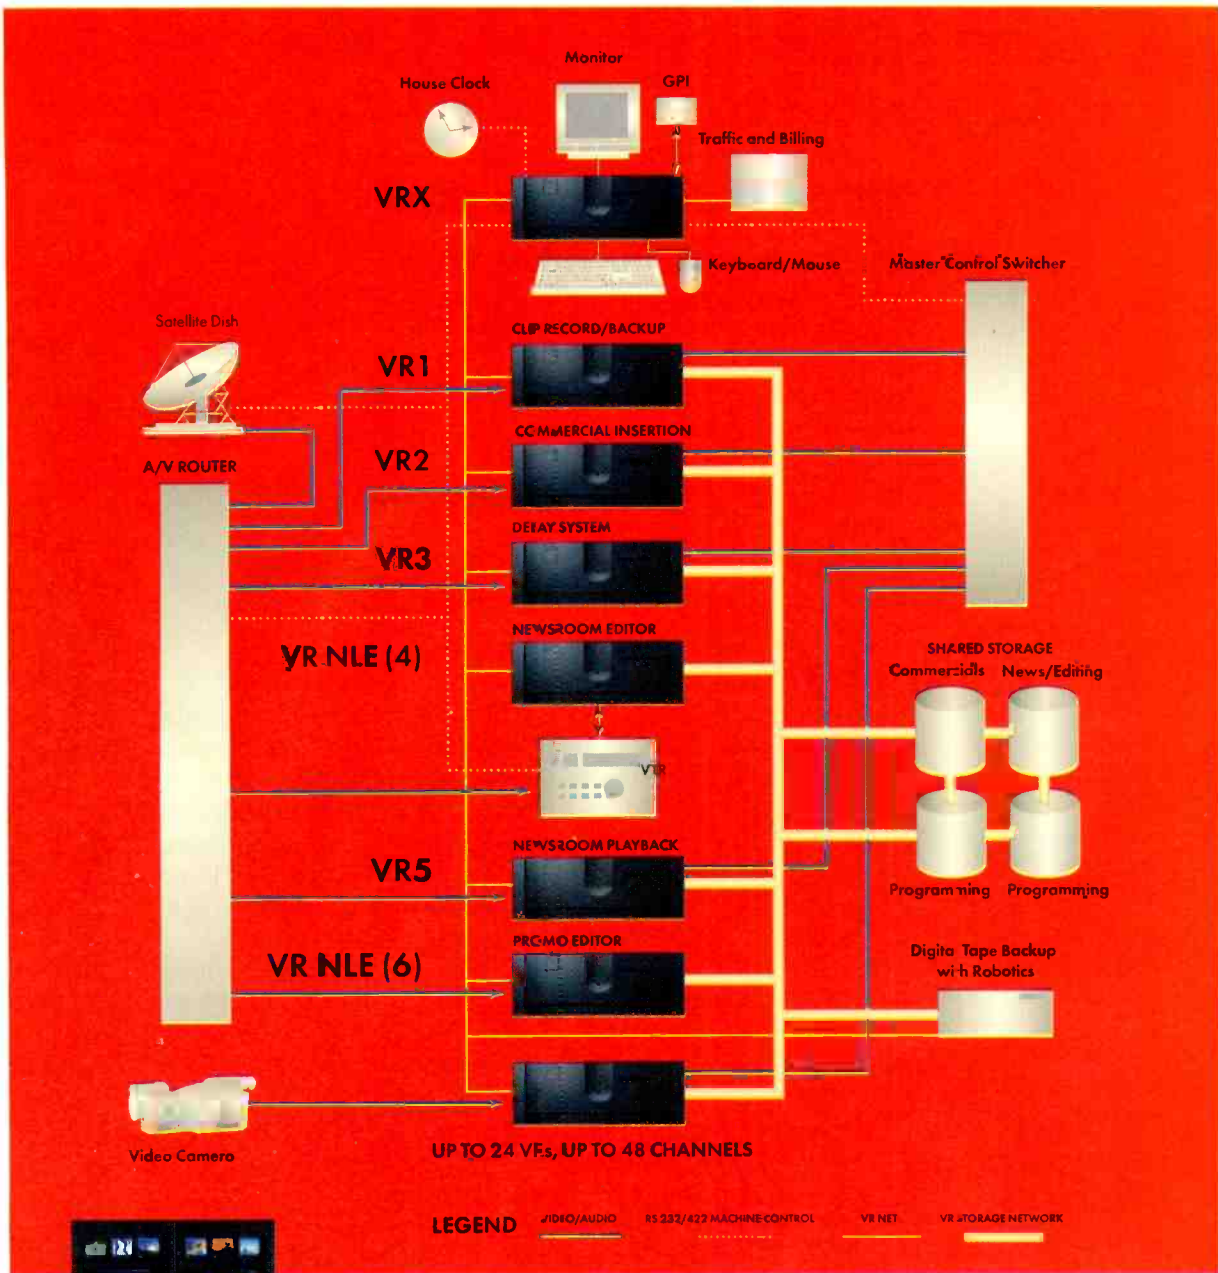 Monitor
House Clock
GPI
Traffic and Billing
VRX
Keyboard/Mouse
Master Control Switcher
Satellite Dish
CLIP RECORD/BACKUP
VR1
A/V ROUTER
COMMERCIAL INSERTION
VR2
DELAY SYSTEM
VR3
NEWSROOM EDITOR
VR NLE (4)
SHARED STORAGE
Commercials News/Editing
VTR
NEWSROOM PLAYBACK
VR5
Programming Programming
PROMO EDITOR
VR NLE (6)
Digital Tape Backup
with Robotics
Video Camera
UP TO 24 VRs, UP TO 48 CHANNELS
LEGEND VIDEO/AUDIO RS 232/422 MACHINE CONTROL VR NET VR STORAGE NETWORK